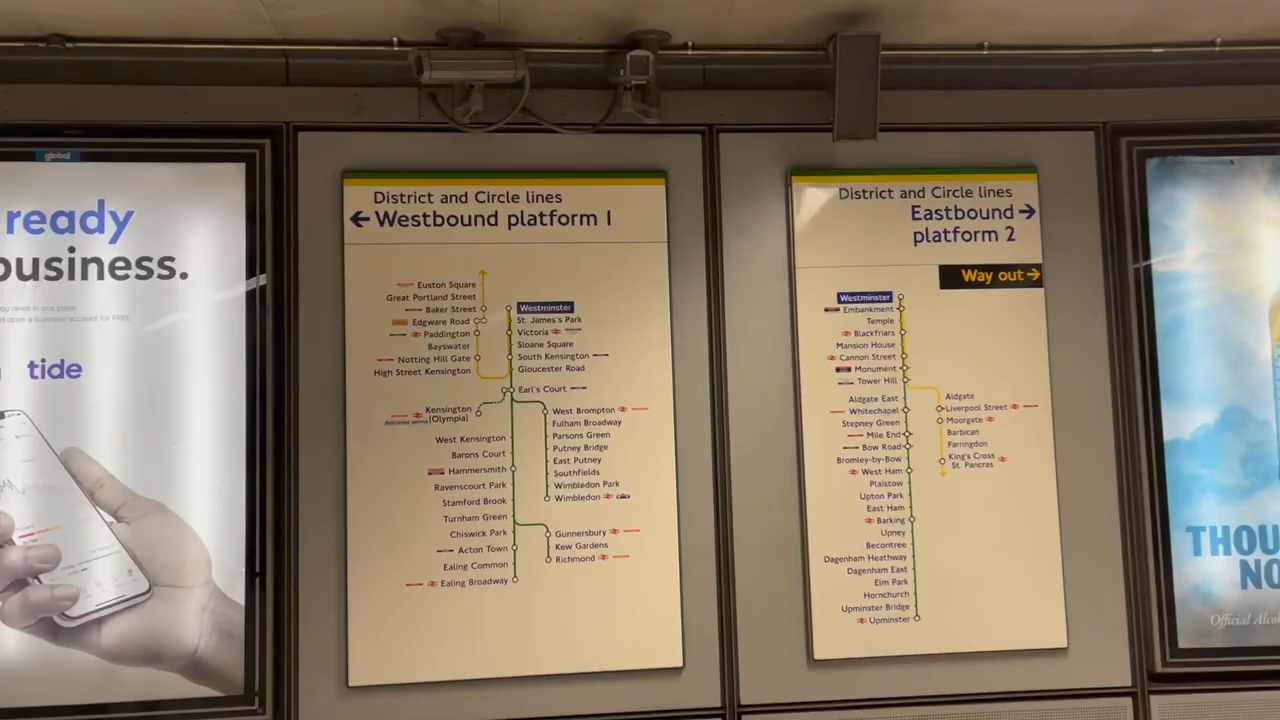 global
ready
business.
tide
District and Circle lines
← Westbound platform 1
Euston Square
Great Portland Street
Baker Street
Edgware Road
Paddington
Bayswater
Notting Hill Gate
High Street Kensington
Westminster
St. James's Park
Victoria
Sloane Square
South Kensington
Gloucester Road
Earl's Court
Kensington
(Olympia)
Restricted service
West Brompton
Fulham Broadway
Parsons Green
Putney Bridge
East Putney
Southfields
Wimbledon Park
Wimbledon
West Kensington
Barons Court
Hammersmith
Ravenscourt Park
Stamford Brook
Turnham Green
Chiswick Park
Acton Town
Ealing Common
Ealing Broadway
Gunnersbury
Kew Gardens
Richmond
District and Circle lines
Eastbound →
platform 2
Way out →
Westminster
Embankment
Temple
Blackfriars
Mansion House
Cannon Street
Monument
Tower Hill
Aldgate East
Whitechapel
Stepney Green
Mile End
Bow Road
Bromley-by-Bow
West Ham
Plaistow
Upton Park
East Ham
Barking
Upney
Becontree
Dagenham Heathway
Dagenham East
Elm Park
Hornchurch
Upminster Bridge
Upminster
Aldgate
Liverpool Street
Moorgate
Barbican
Farringdon
King's Cross
St. Pancras
THOU
NO
Official Alco